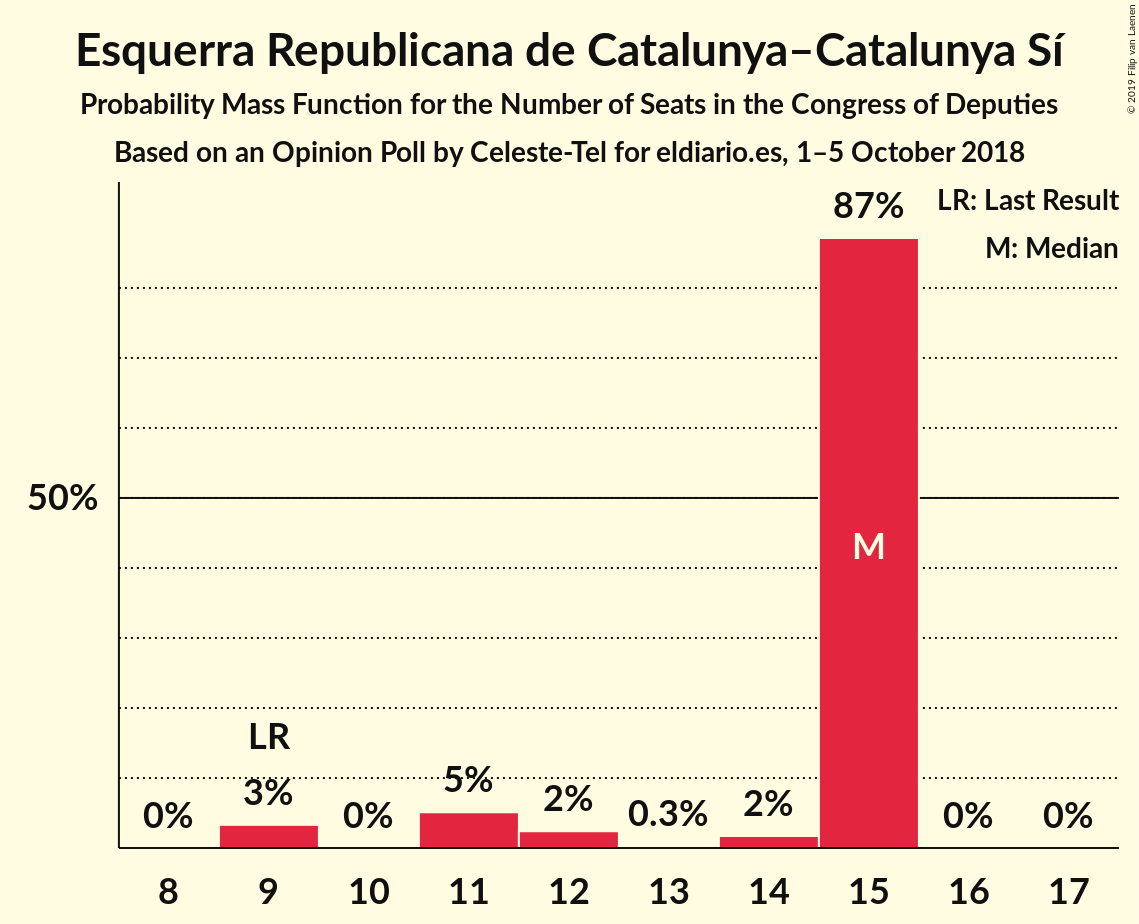 Esquerra Republicana de Catalunya–Catalunya Sí
Probability Mass Function for the Number of Seats in the Congress of Deputies
Based on an Opinion Poll by Celeste-Tel for eldiario.es, 1–5 October 2018
© 2019 Filip van Laenen
LR: Last Result
M: Median
87%
50%
M
LR
0%
3%
0%
5%
2%
0.3%
2%
0%
0%
8
9
10
11
12
13
14
15
16
17